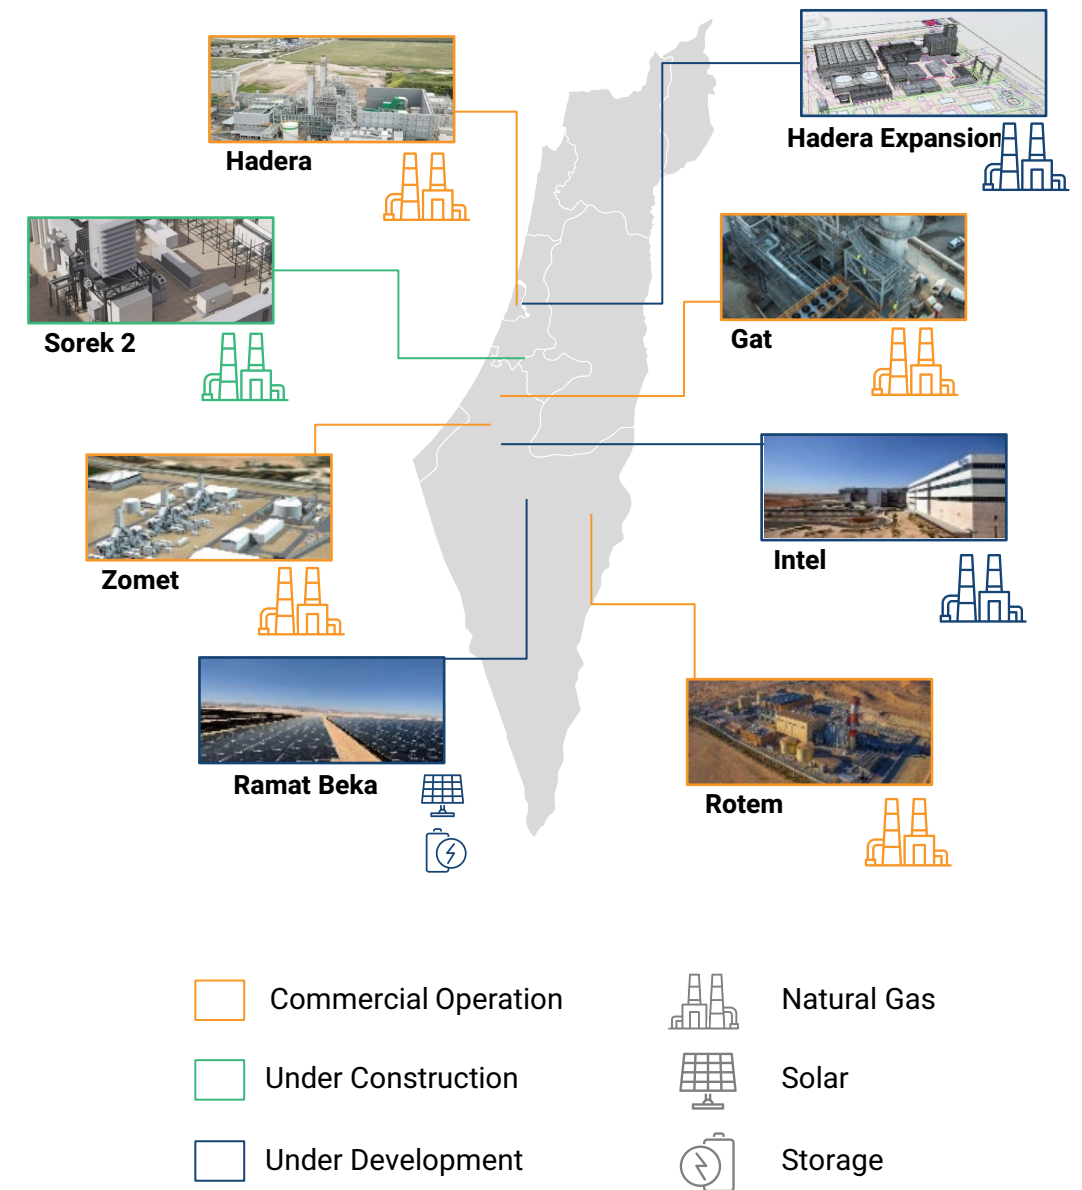 Hadera
Hadera Expansion
Sorek 2
Gat
Zomet
Intel
Ramat Beka
Rotem
Commercial Operation
Natural Gas
Under Construction
Solar
Under Development
Storage